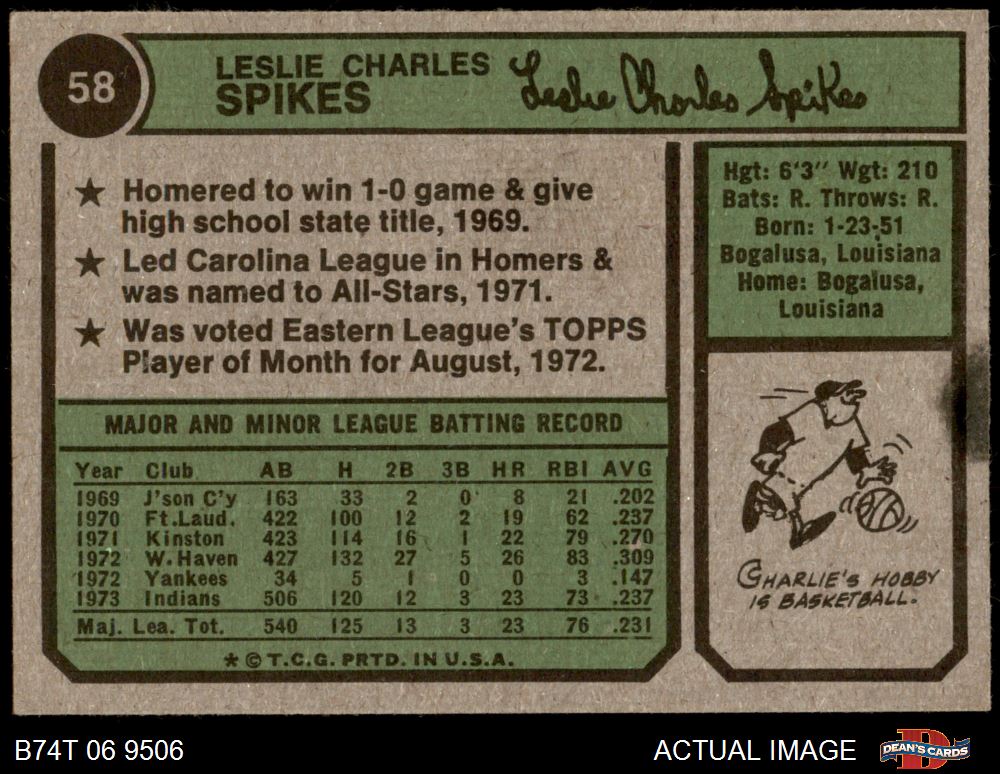 58
LESLIE CHARLES
SPIKES
Leslie Charles Spikes
★ Homered to win 1-0 game & give
high school state title, 1969.
★ Led Carolina League in Homers &
was named to All-Stars, 1971.
★ Was voted Eastern League's TOPPS
Player of Month for August, 1972.
MAJOR AND MINOR LEAGUE BATTING RECORD
Year Club AB H 2B 3B HR RBI AVG
1969 J'son C'y 163 33 2 0 8 21 .202
1970 Ft.Laud. 422 100 12 2 19 62 .237
1971 Kinston 423 114 16 1 22 79 .270
1972 W.Haven 427 132 27 5 26 83 .309
1972 Yankees 34 5 1 0 0 3 .147
1973 Indians 506 120 12 3 23 73 .237
Maj. Lea. Tot. 540 125 13 3 23 76 .231
* © T.C.G. PRTD. IN U.S.A.
Hgt: 6'3" Wgt: 210
Bats: R. Throws: R.
Born: 1-23-51
Bogalusa, Louisiana
Home: Bogalusa,
Louisiana
CHARLIE'S HOBBY
IS BASKETBALL.
B74T 06 9506
ACTUAL IMAGE
DEAN'S CARDS